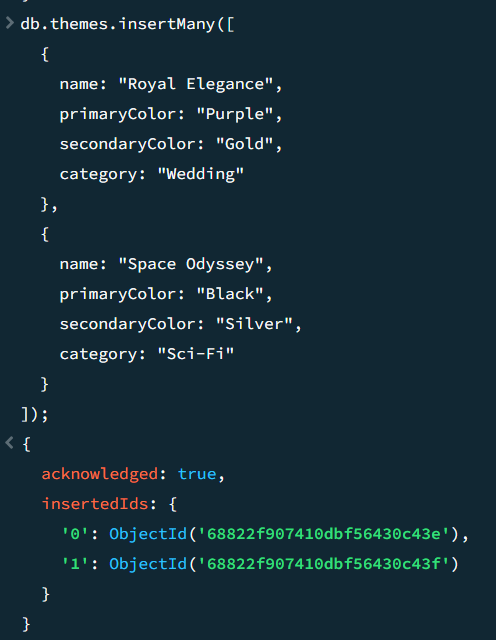 > db.themes.insertMany([
{
name: "Royal Elegance",
primaryColor: "Purple",
secondaryColor: "Gold",
category: "Wedding"
},
{
name: "Space Odyssey",
primaryColor: "Black",
secondaryColor: "Silver",
category: "Sci-Fi"
}
]);
< {
acknowledged: true,
insertedIds: {
'0': ObjectId('68822f907410dbf56430c43e'),
'1': ObjectId('68822f907410dbf56430c43f')
}
}